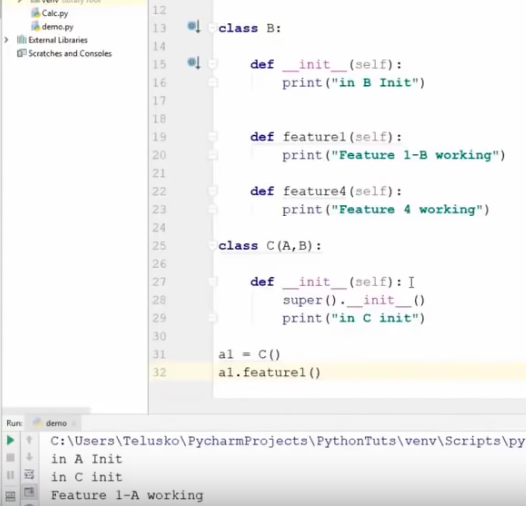 Calc.py
demo.py
External Libraries
Scratches and Consoles
12
13 class B:
14
15 def __init__(self):
16 print("in B Init")
17
18
19 def feature1(self):
20 print("Feature 1-B working")
21
22 def feature4(self):
23 print("Feature 4 working")
24
25 class C(A,B):
26
27 def __init__(self):
28 super().__init__()
29 print("in C init")
30
31 a1 = C()
32 a1.feature1()
Run: demo
C:\Users\Telusko\PycharmProjects\PythonTuts\venv\Scripts\py
in A Init
in C init
Feature 1-A working